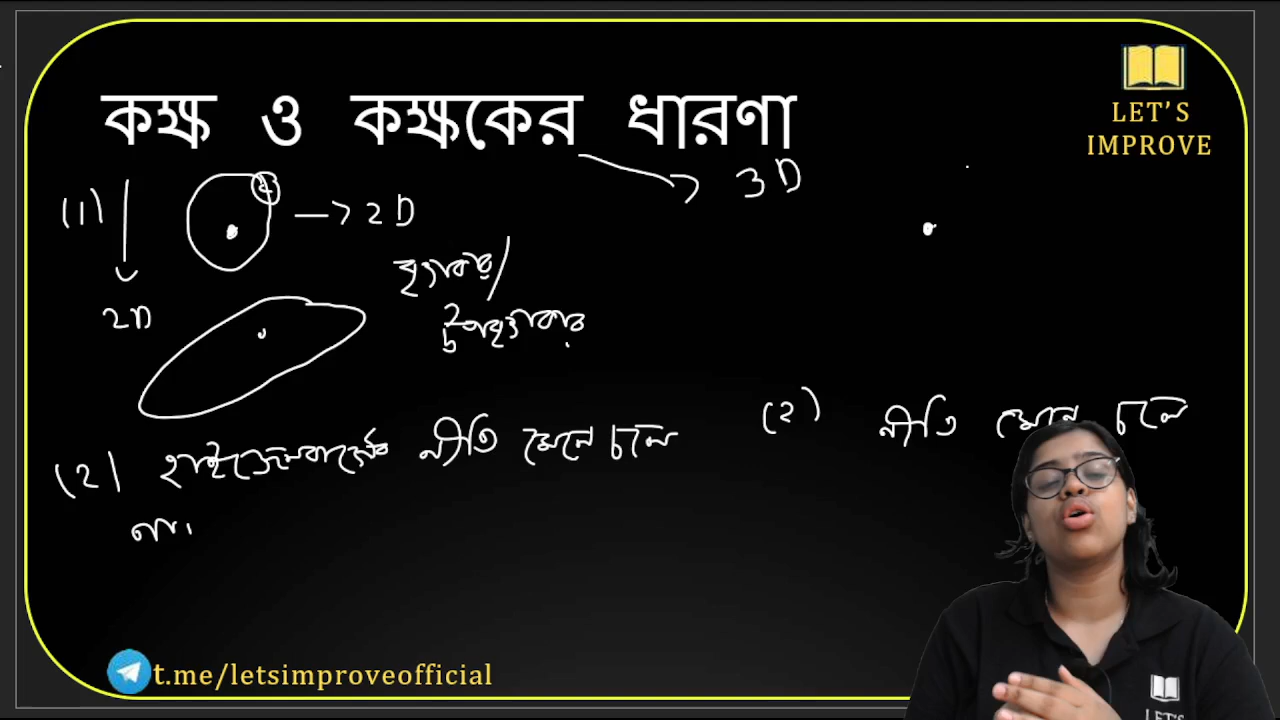 কক্ষ ও কক্ষকের ধারণা
LET'S
IMPROVE
3D
(1)
2D
2D
বৃত্তাকার/
উপবৃত্তাকার
(2) হাইজেনবার্গের নীতি মেনে চলে
না।
(2) নীতি মেনে চলে
t.me/letsimproveofficial
LET'S